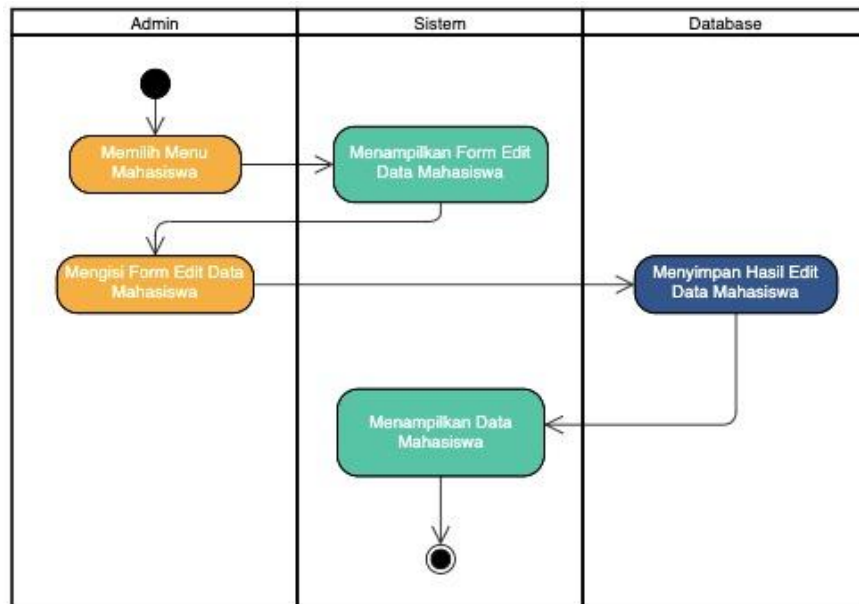 Admin
Sistem
Database
Memilih Menu
Mahasiswa
Menampilkan Form Edit
Data Mahasiswa
Mengisi Form Edit Data
Mahasiswa
Menyimpan Hasil Edit
Data Mahasiswa
Menampilkan Data
Mahasiswa